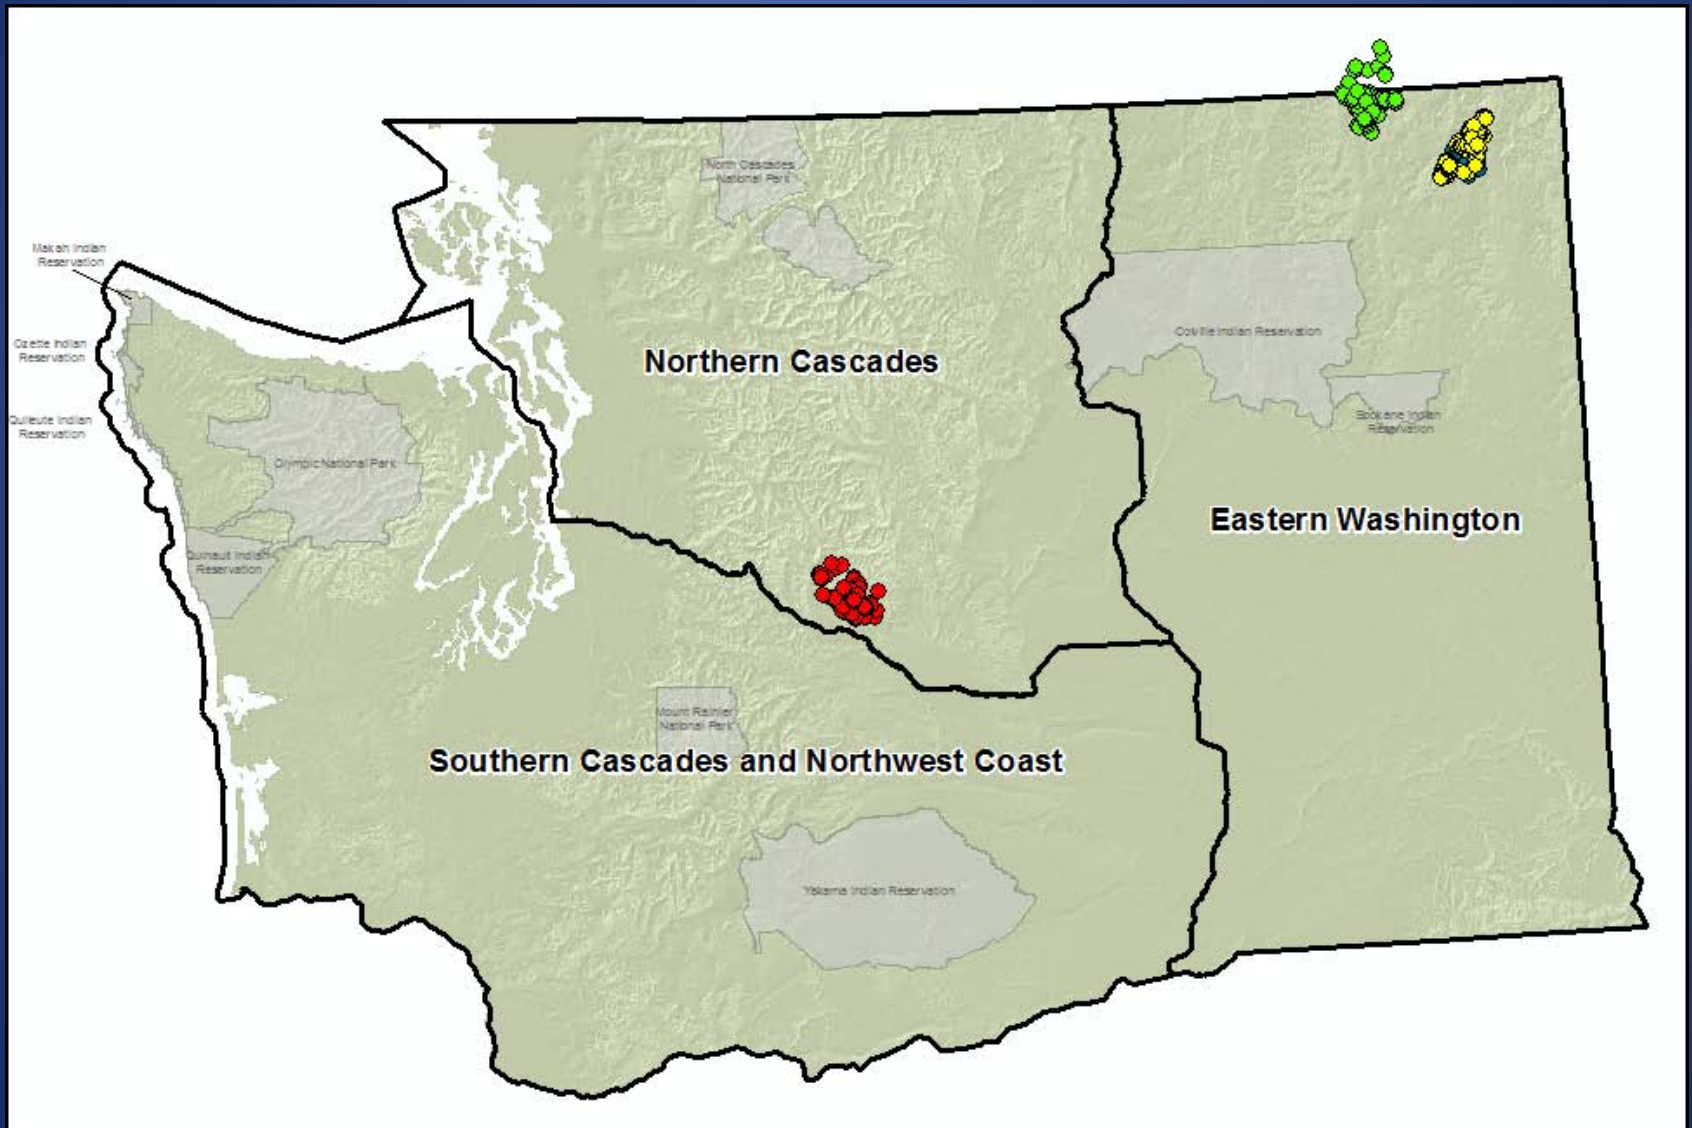 North Cascades
National Park
Makah Indian
Reservation
Ozette Indian
Reservation
Colville Indian Reservation
Northern Cascades
Quileute Indian
Reservation
Spokane Indian
Reservation
Olympic National Park
Eastern Washington
Quinault Indian
Reservation
Mount Rainier
National Park
Southern Cascades and Northwest Coast
Yakama Indian Reservation